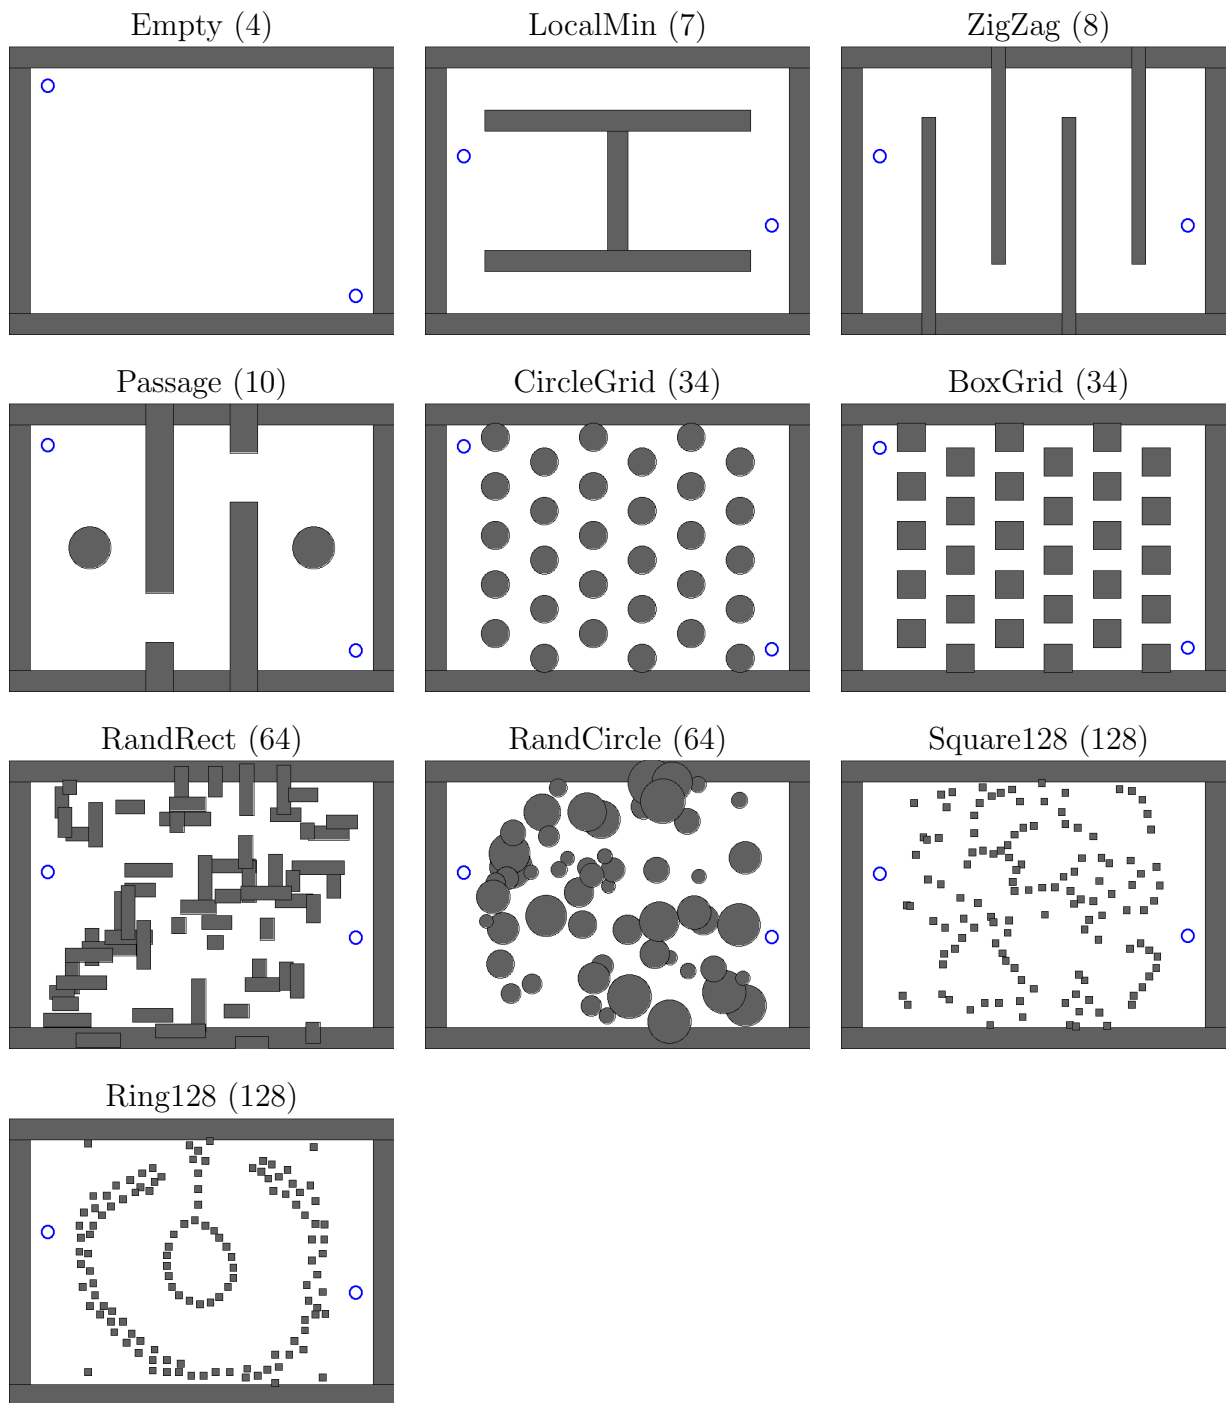 Empty (4)
LocalMin (7)
ZigZag (8)
Passage (10)
CircleGrid (34)
BoxGrid (34)
RandRect (64)
RandCircle (64)
Square128 (128)
Ring128 (128)